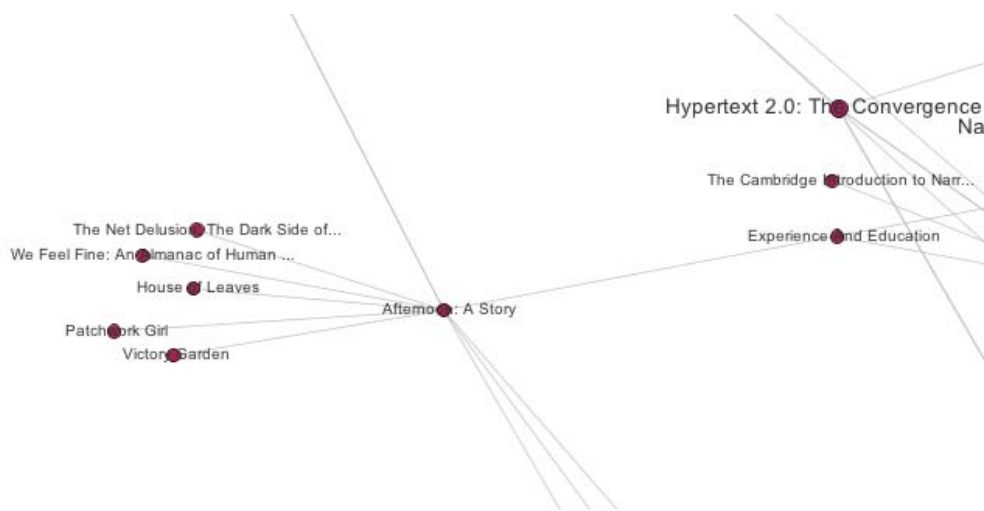 Hypertext 2.0: The Convergence
Na
The Cambridge Introduction to Narr...
The Net Delusion: The Dark Side of...
Experience and Education
We Feel Fine: An Almanac of Human ...
House of Leaves
Afternoon: A Story
Patchwork Girl
Victory Garden